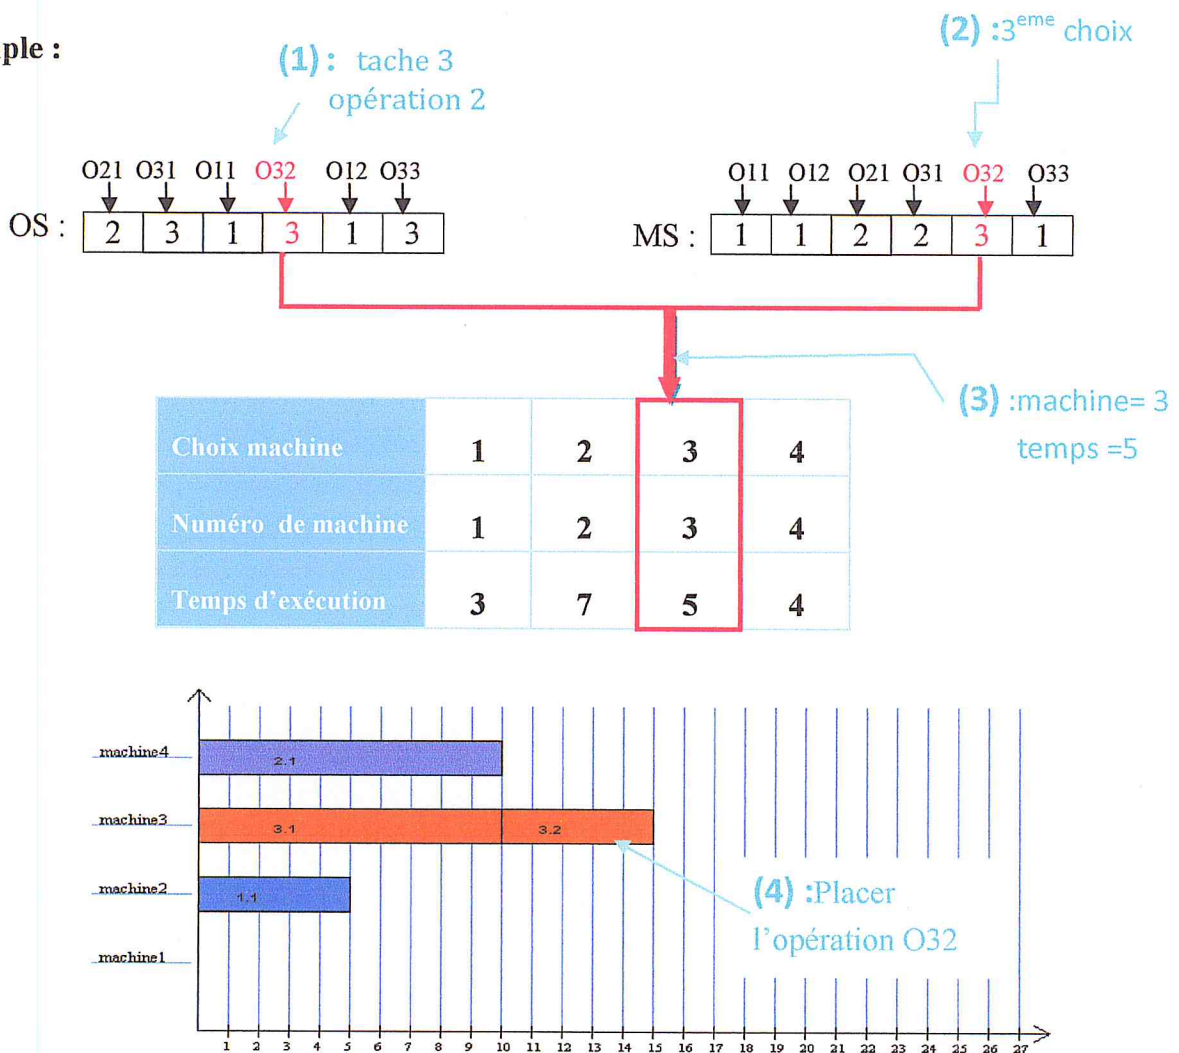 ple :
(1) : tache 3
opération 2
(2) :3eme choix
O21 O31 O11 O32 O12 O33
OS : 2 3 1 3 1 3
O11 O12 O21 O31 O32 O33
MS : 1 1 2 2 3 1
(3) :machine= 3
temps =5
Choix machine 1 2 3 4
Numéro de machine 1 2 3 4
Temps d'exécution 3 7 5 4
machine4 2.1
machine3 3.1 3.2
machine2 1.1
(4) :Placer
l'opération O32
machine1
1 2 3 4 5 6 7 8 9 10 11 12 13 14 15 16 17 18 19 20 21 22 23 24 25 26 27